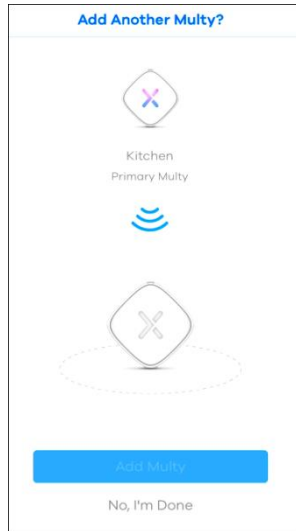 Add Another Multy?
Kitchen
Primary Multy
Add Multy
No, I'm Done